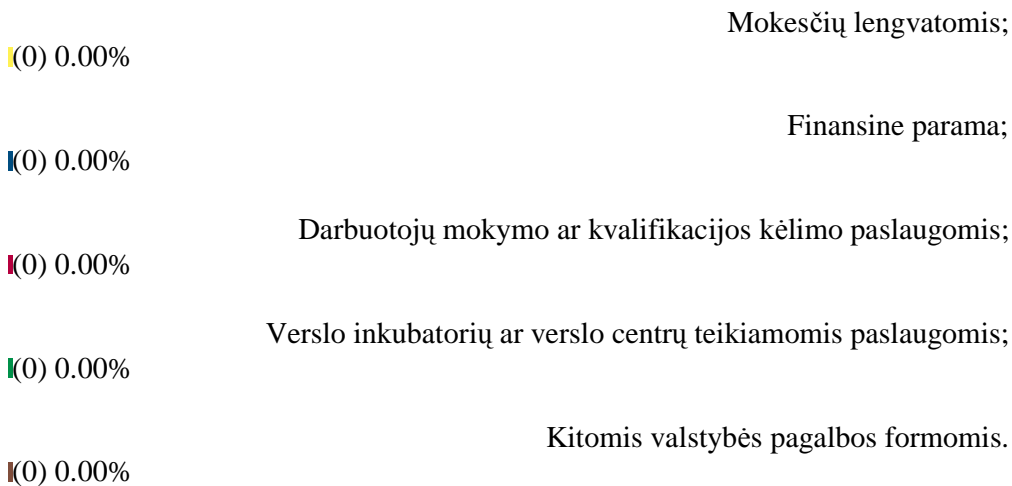 Mokesčių lengvatomis;
(0) 0.00%
Finansine parama;
(0) 0.00%
Darbuotojų mokymo ar kvalifikacijos kėlimo paslaugomis;
(0) 0.00%
Verslo inkubatorių ar verslo centrų teikiamomis paslaugomis;
(0) 0.00%
Kitomis valstybės pagalbos formomis.
(0) 0.00%